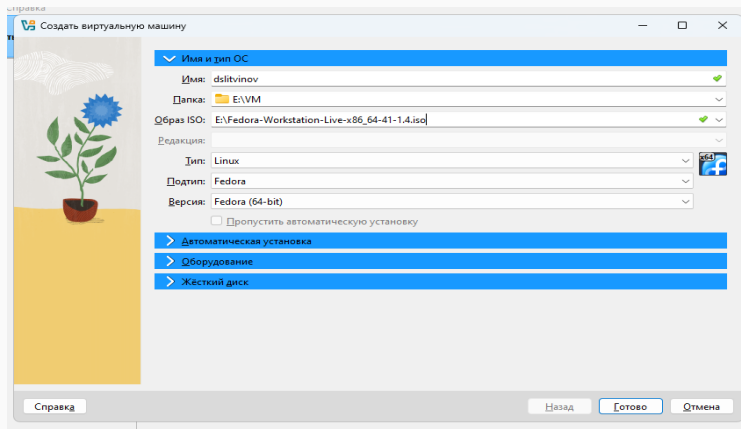 Справка
Создать виртуальную машину
Имя и тип ОС
Имя: dslitvinov
Папка: E:\VM
Образ ISO: E:\Fedora-Workstation-Live-x86_64-41-1.4.iso
Редакция:
Тип: Linux
x64
Подтип: Fedora
Версия: Fedora (64-bit)
Пропустить автоматическую установку
Автоматическая установка
Оборудование
Жёсткий диск
Справка
Назад
Готово
Отмена